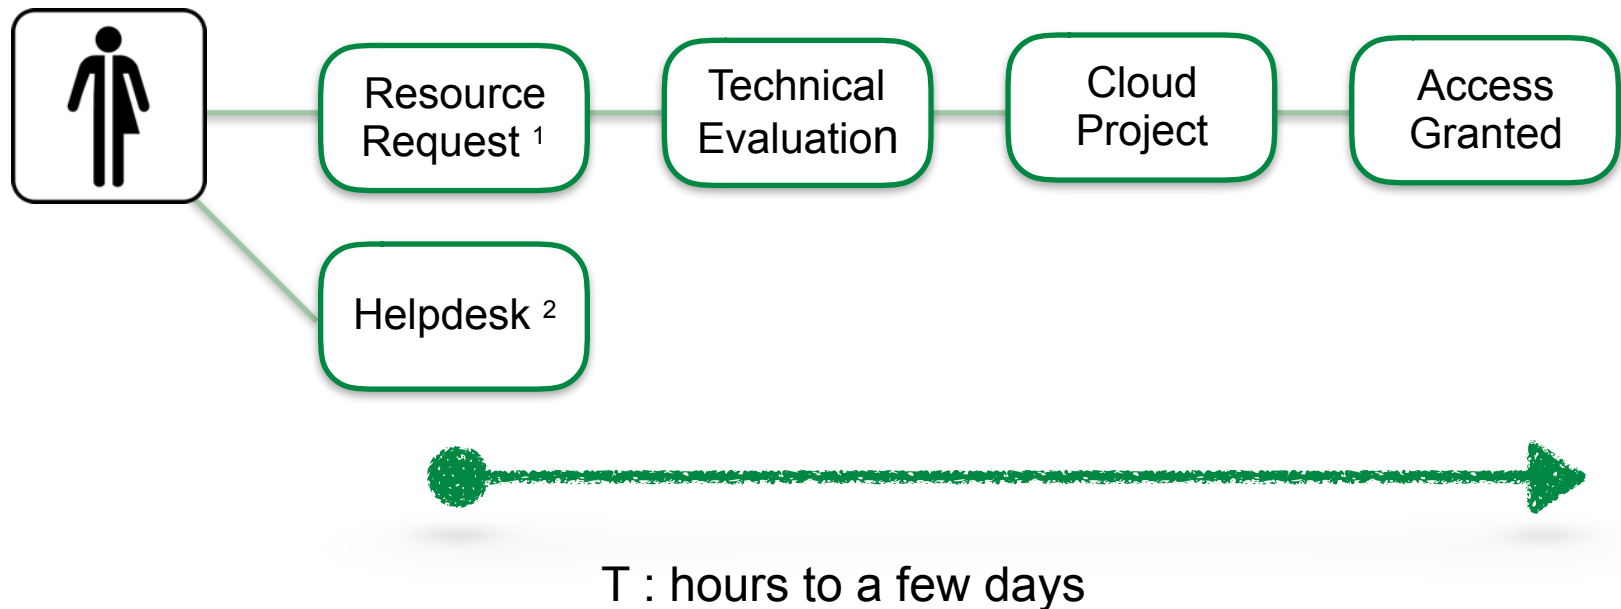 Resource
Request ¹
Technical
Evaluation
Cloud
Project
Access
Granted
Helpdesk ²
T : hours to a few days